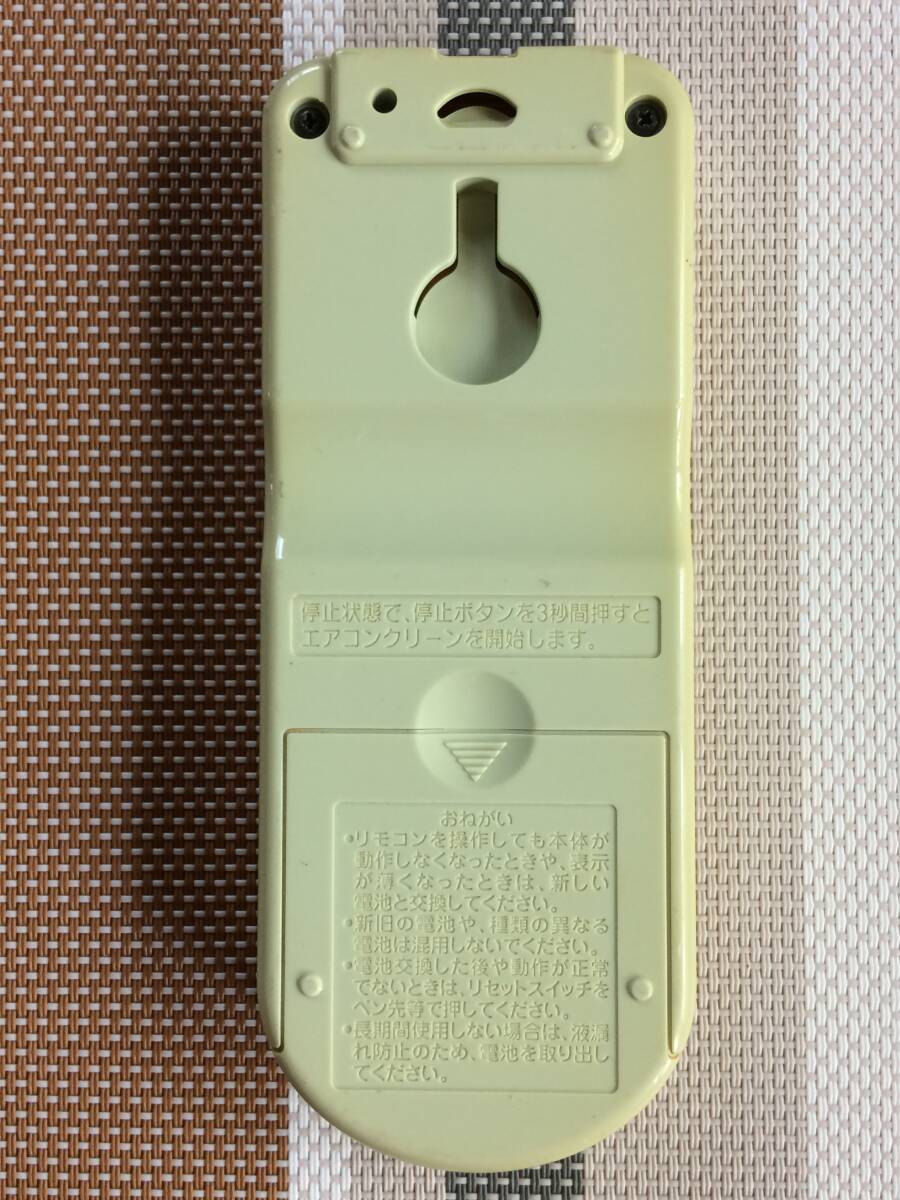 停止状態で、停止ボタンを3秒間押すと
エアコンクリーンを開始します。
おねがい
•リモコンを操作しても本体が
動作しなくなったときや、表示
が薄くなったときは、新しい
電池と交換してください。
•新旧の電池や、種類の異なる
電池は混用しないでください。
•電池交換した後や動作が正常
でないときは、リセットスイッチを
ペン先等で押してください。
•長期間使用しない場合は、液漏
れ防止のため、電池を取り出し
てください。